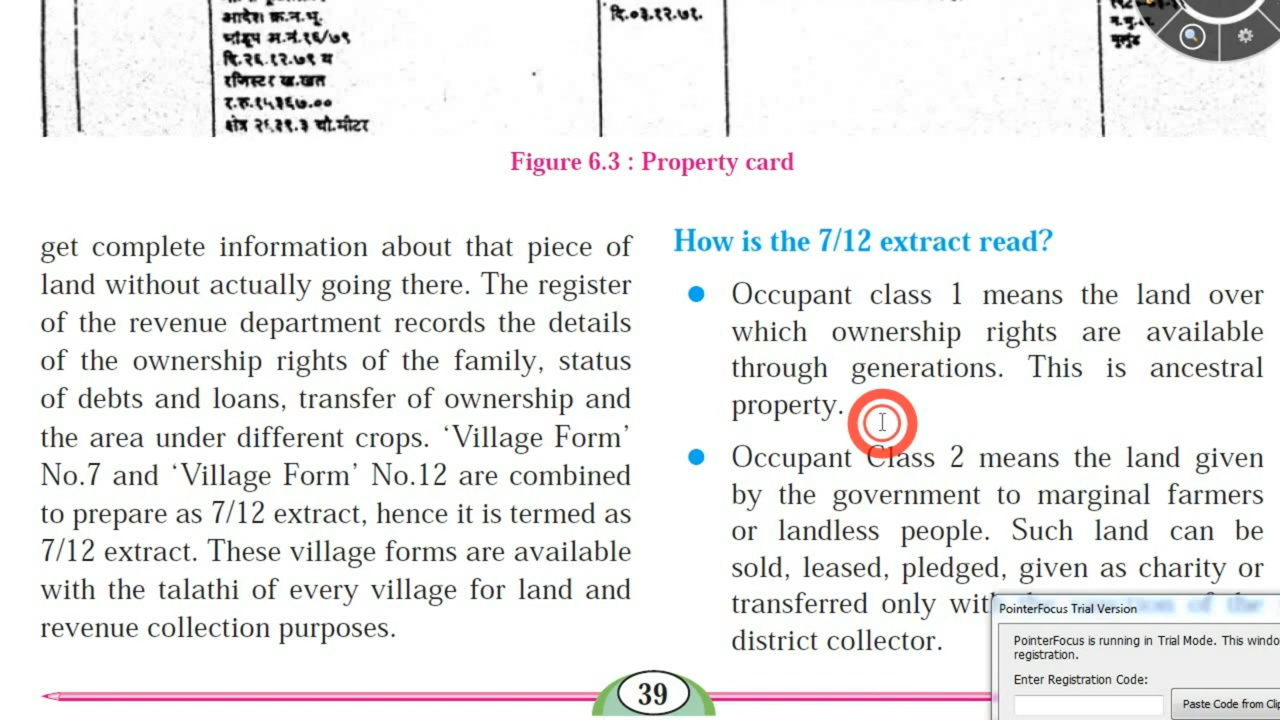 आदेश क्र.न.भू.
भांडूप अ.नं.१६/७९
दि.२६.१२.७९ व
रजिस्टर ख.खत
र.रु.१५३६७.००
क्षेत्र २६३९.३ चौ.मीटर
दि.०३.१२.७९.
न.भु.
मुलुंड
Figure 6.3 : Property card
get complete information about that piece of
land without actually going there. The register
of the revenue department records the details
of the ownership rights of the family, status
of debts and loans, transfer of ownership and
the area under different crops. ‘Village Form’
No.7 and ‘Village Form’ No.12 are combined
to prepare as 7/12 extract, hence it is termed as
7/12 extract. These village forms are available
with the talathi of every village for land and
revenue collection purposes.
How is the 7/12 extract read?
Occupant class 1 means the land over
which ownership rights are available
through generations. This is ancestral
property.
Occupant Class 2 means the land given
by the government to marginal farmers
or landless people. Such land can be
sold, leased, pledged, given as charity or
transferred only with the sanction of the
district collector.
PointerFocus Trial Version
PointerFocus is running in Trial Mode. This windo
registration.
Enter Registration Code:
Paste Code from Clip
39